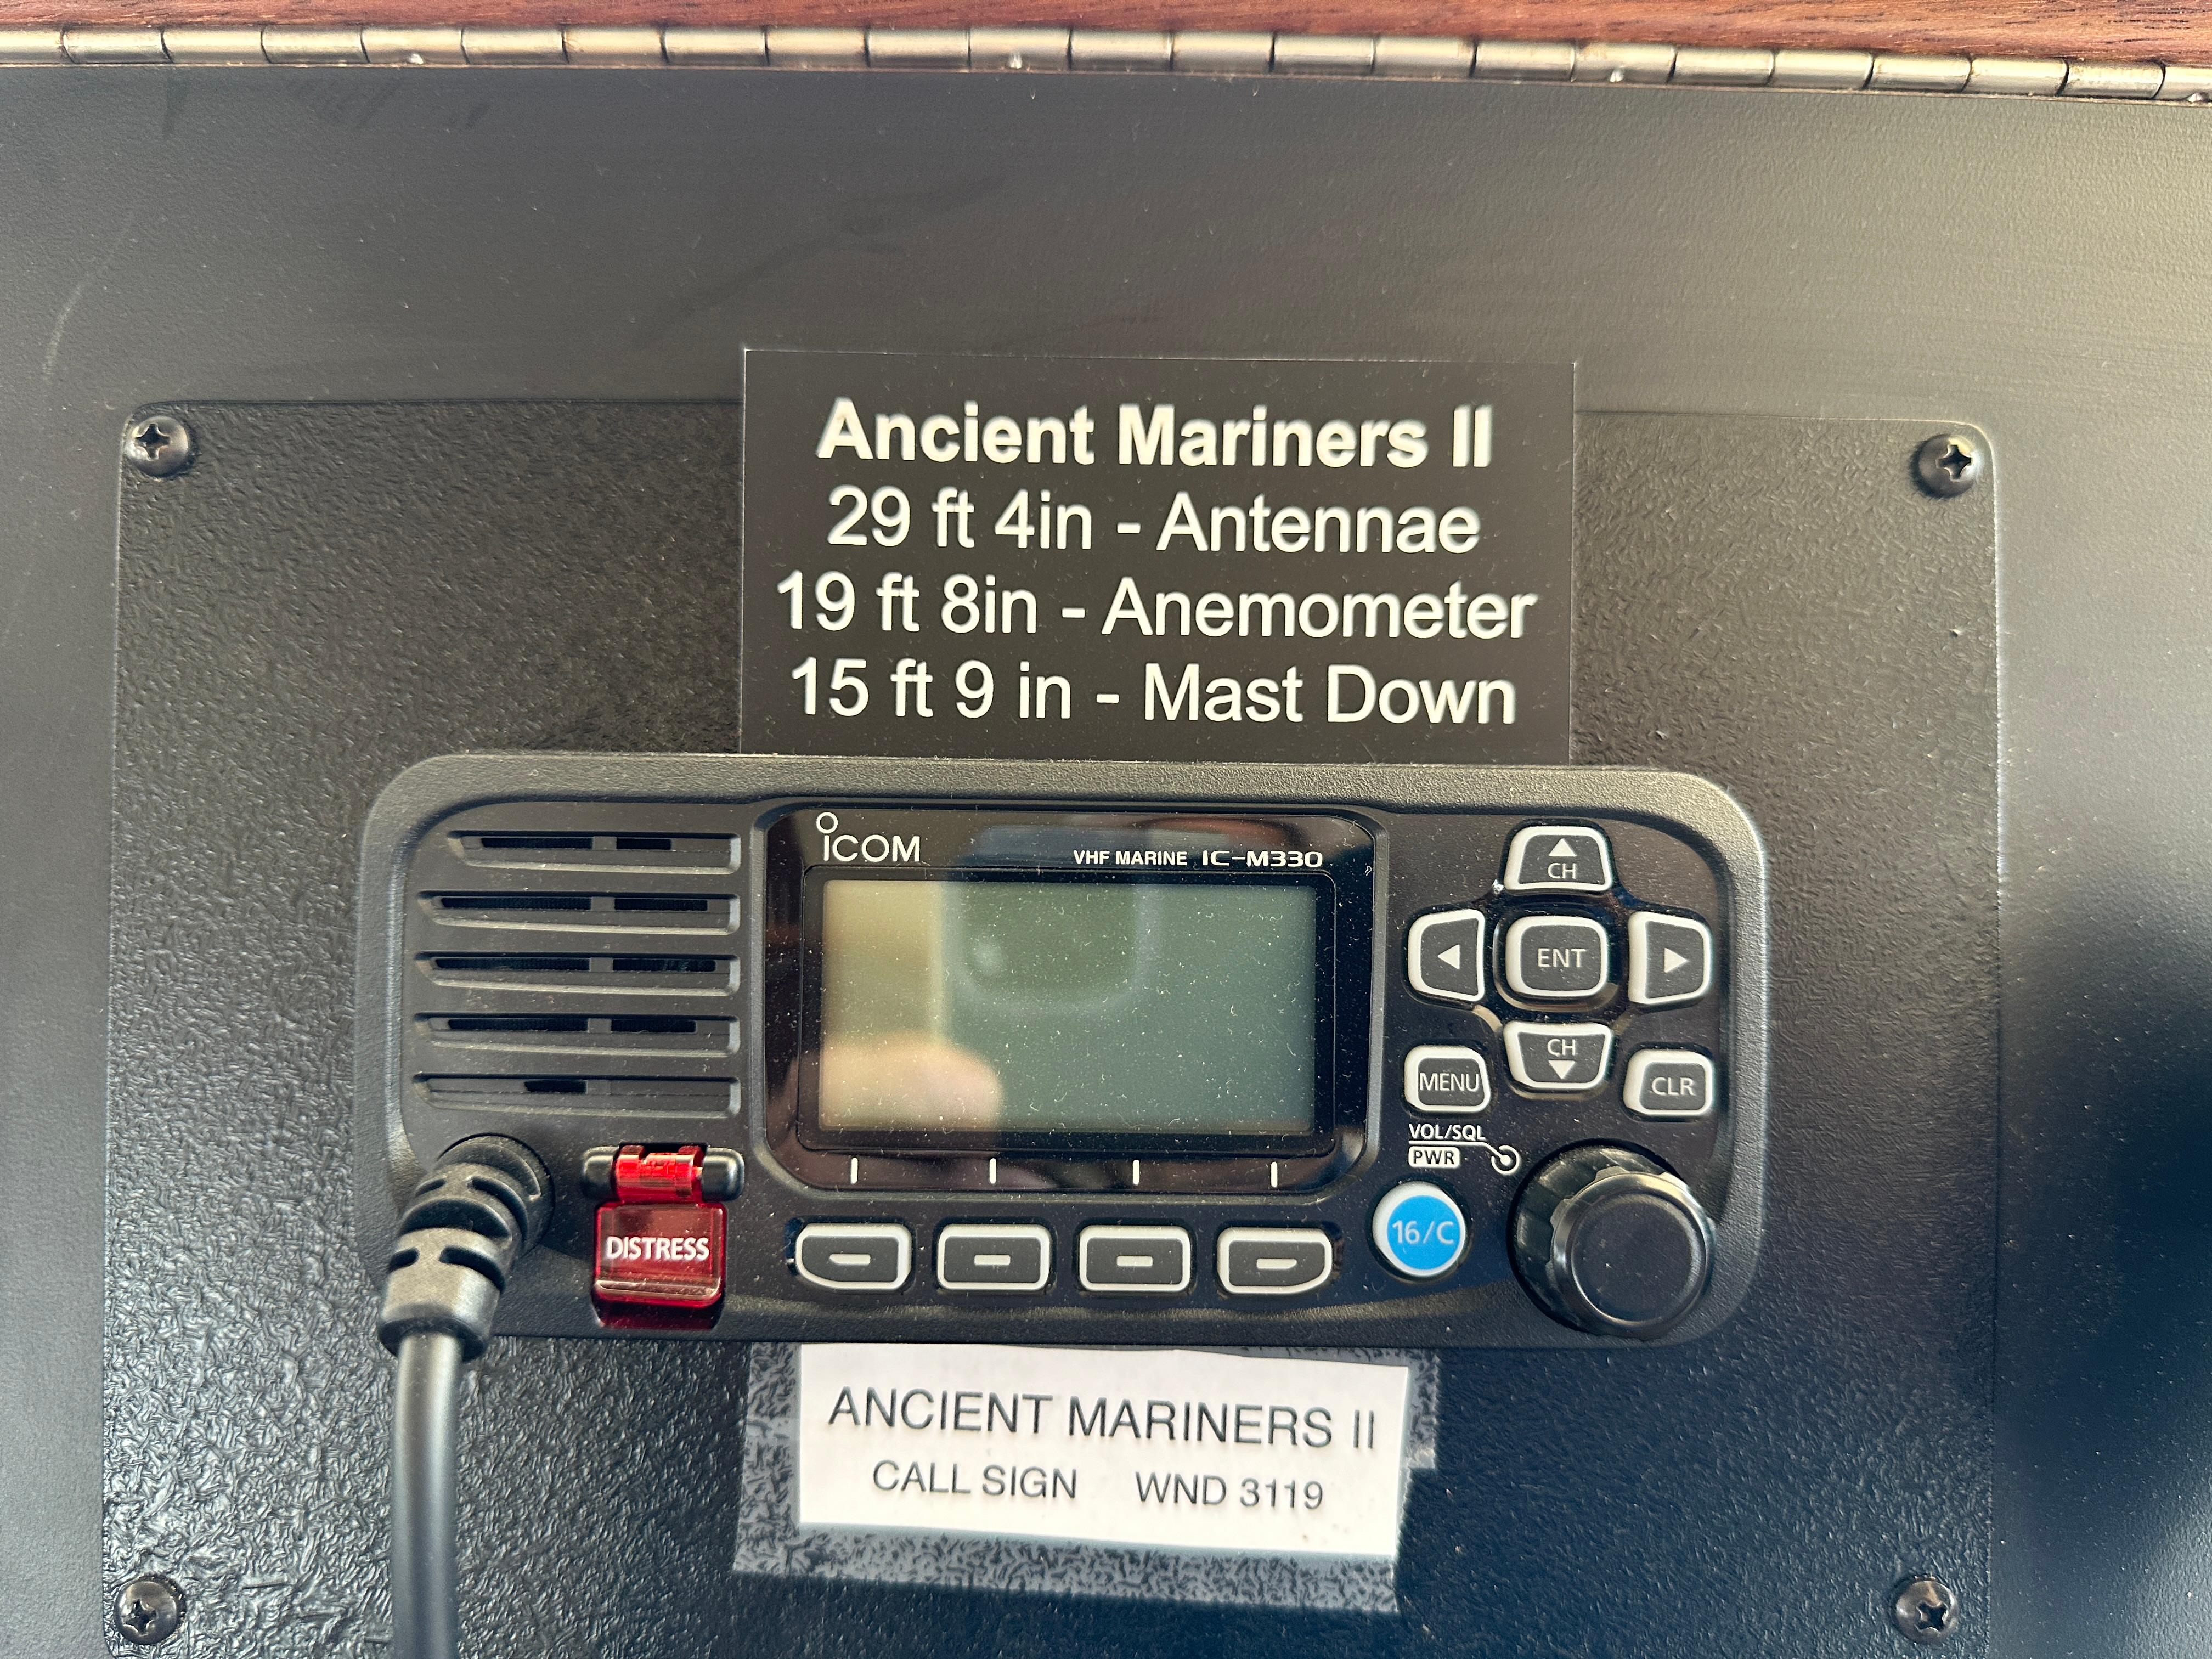 Ancient Mariners II
29 ft 4in - Antennae
19 ft 8in - Anemometer
15 ft 9 in - Mast Down
ICOM
VHF MARINE IC-M330
CH
ENT
CH
MENU
CLR
VOL/SQL
PWR
DISTRESS
16/C
ANCIENT MARINERS II
CALL SIGN WND 3119